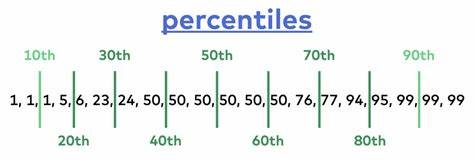 percentiles
10th 30th 50th 70th 90th
1, 1, 1, 5, 6, 23, 24, 50, 50, 50, 50, 50, 50, 76, 77, 94, 95, 99, 99, 99
20th 40th 60th 80th